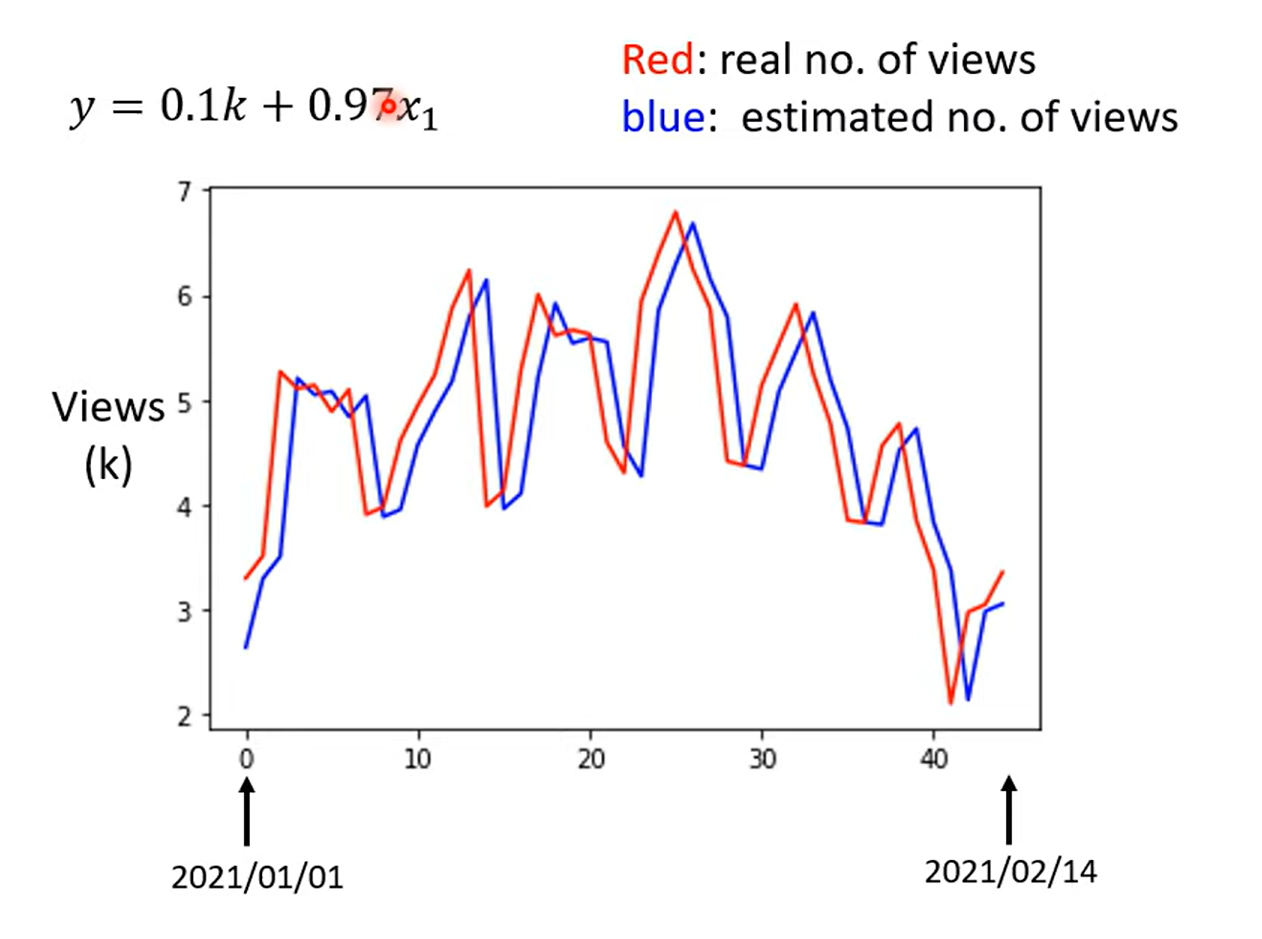 Red: real no. of views
y = 0.1k + 0.97x₁
blue: estimated no. of views
7
6
Views
5
(k)
4
3
2
0 10 20 30 40
2021/01/01 2021/02/14